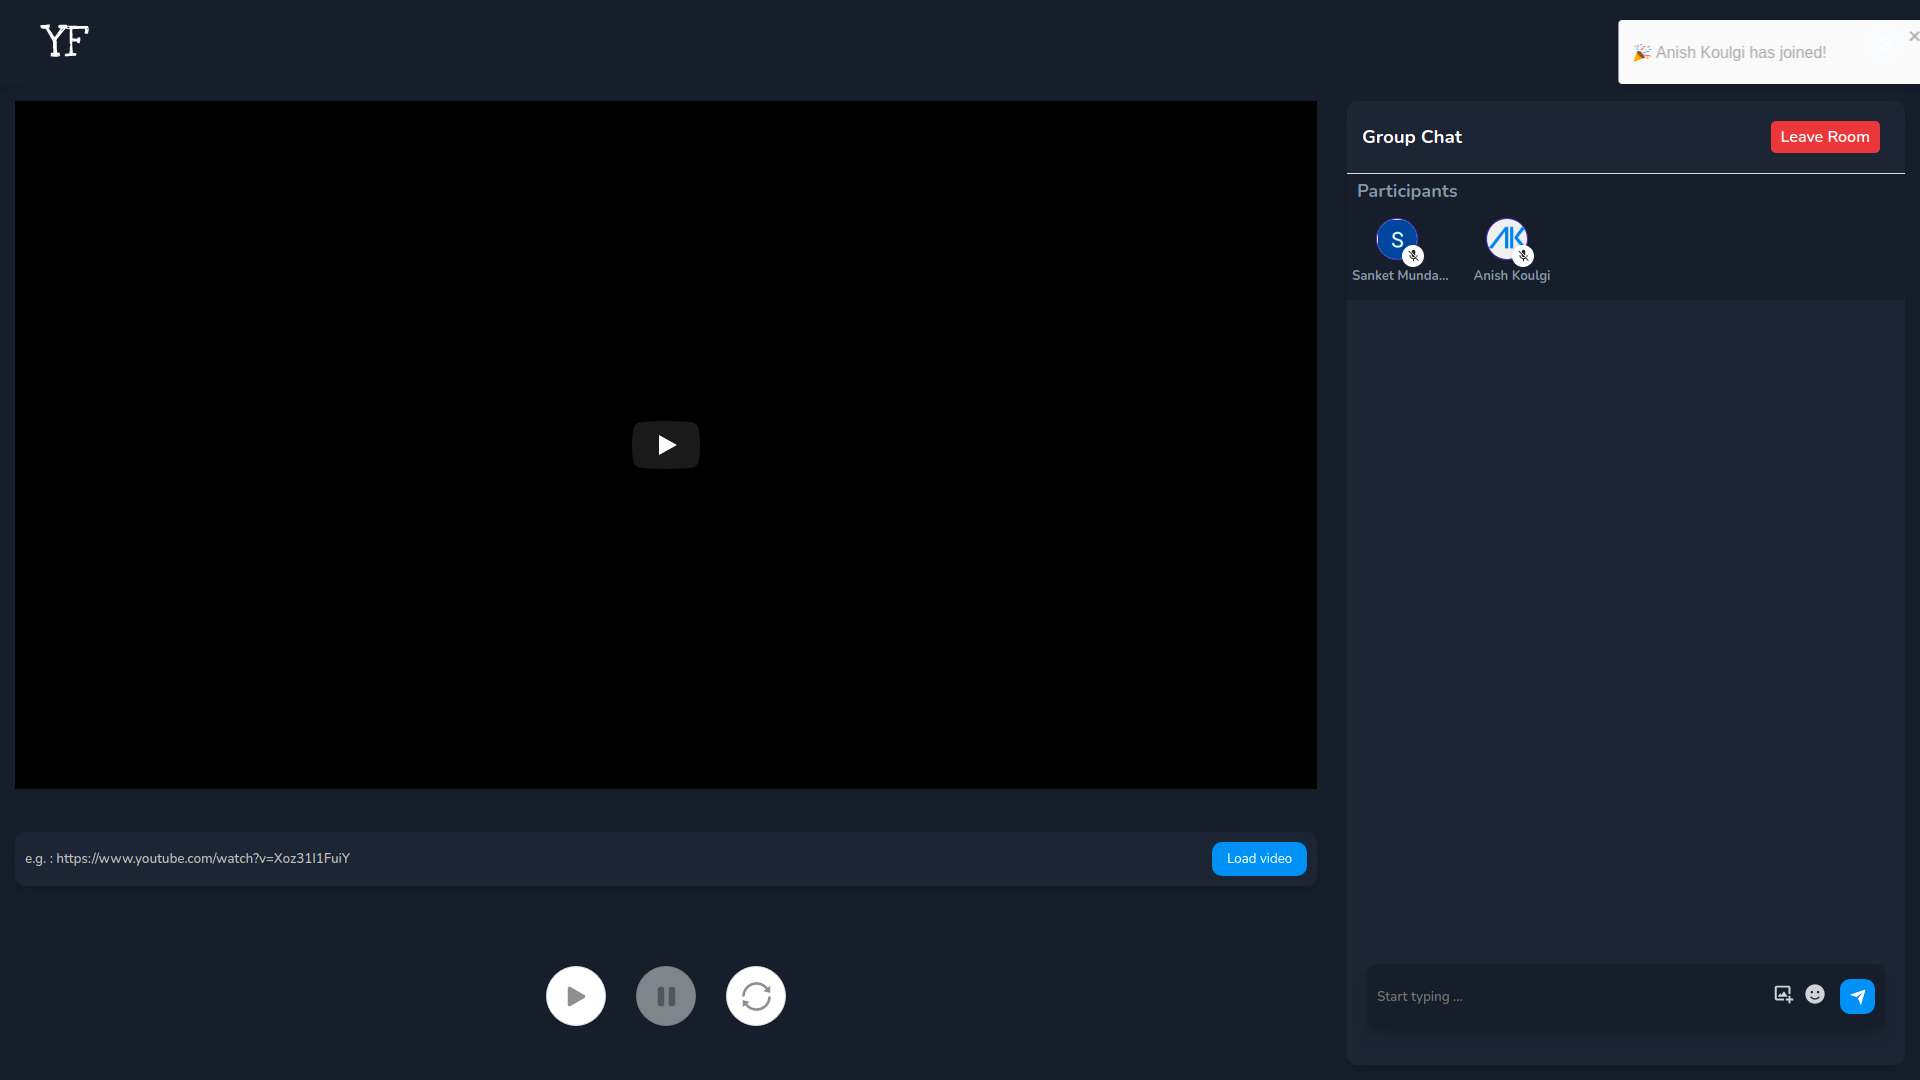 YF
🎉 Anish Koulgi has joined!
Group Chat
Leave Room
Participants
S
AK
Sanket Munda...
Anish Koulgi
e.g. : https://www.youtube.com/watch?v=Xoz31I1FuiY
Load video
Start typing ...